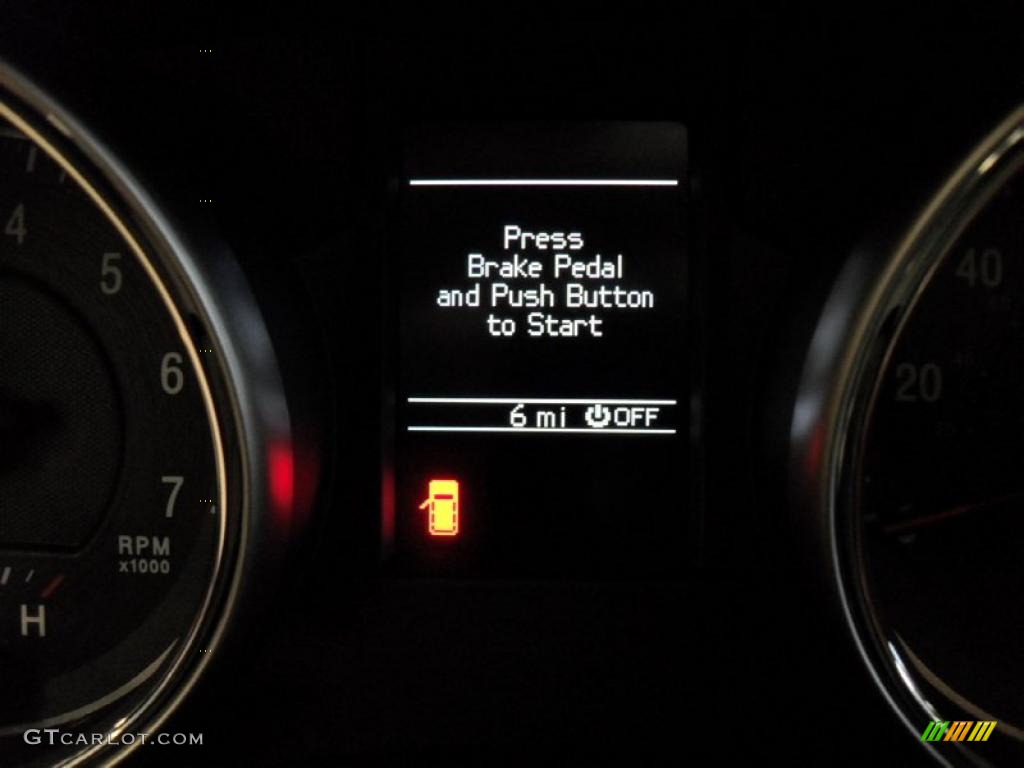 Press
Brake Pedal
and Push Button
to Start
6 mi OFF
4
5
6
7
RPM
x1000
H
40
20
GTCARLOT.COM